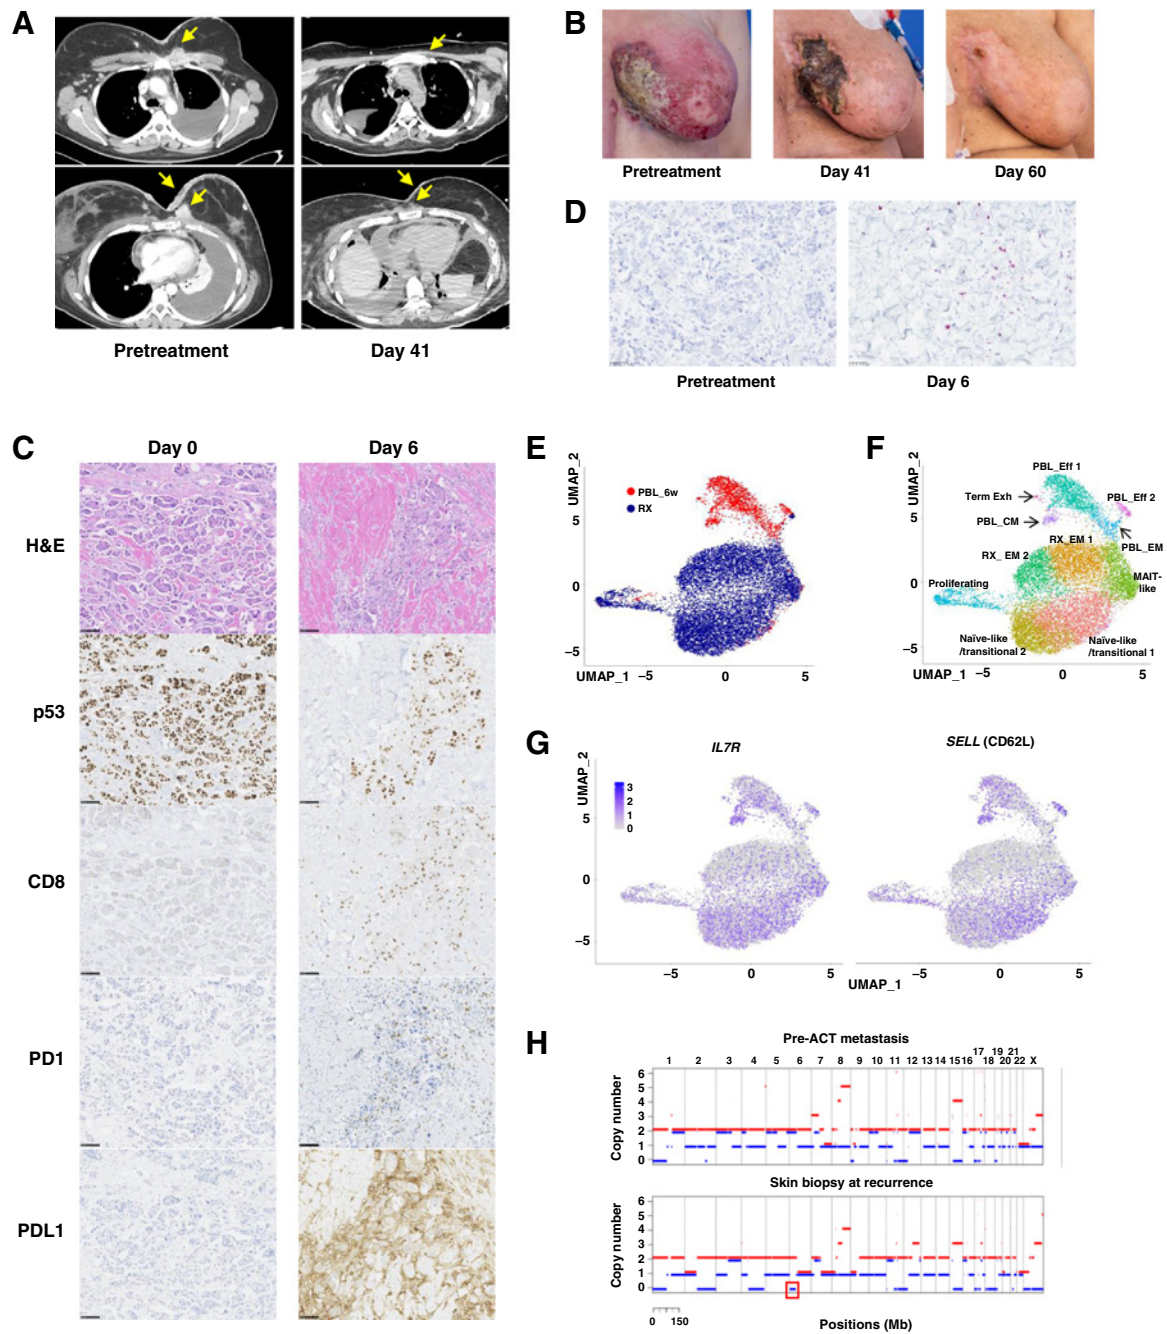 A
Pretreatment
Day 41
B
Pretreatment
Day 41
Day 60
D
Pretreatment
Day 6
C
Day 0
Day 6
H&E
p53
CD8
PD1
PDL1
E
UMAP_2
PBL_6w
RX
5
0
−5
UMAP_1 −5 0 5
F
UMAP_2
PBL_Eff 1
Term Exh
PBL_Eff 2
PBL_CM
PBL_EM
RX_EM 1
RX_EM 2
MAIT-
like
Proliferating
Naïve-like
/transitional 2
Naïve-like
/transitional 1
5
0
−5
UMAP_1 −5 0 5
G
IL7R
SELL (CD62L)
UMAP_2
3
2
1
0
5
0
−5
−5 0 5
−5 0 5
UMAP_1
H
Pre-ACT metastasis
1 2 3 4 5 6 7 8 9 10 11 12 13 14 15 16 17 18 19 20 21 22 X
Copy number
6
5
4
3
2
1
0
Skin biopsy at recurrence
Copy number
6
5
4
3
2
1
0
0 150
Positions (Mb)